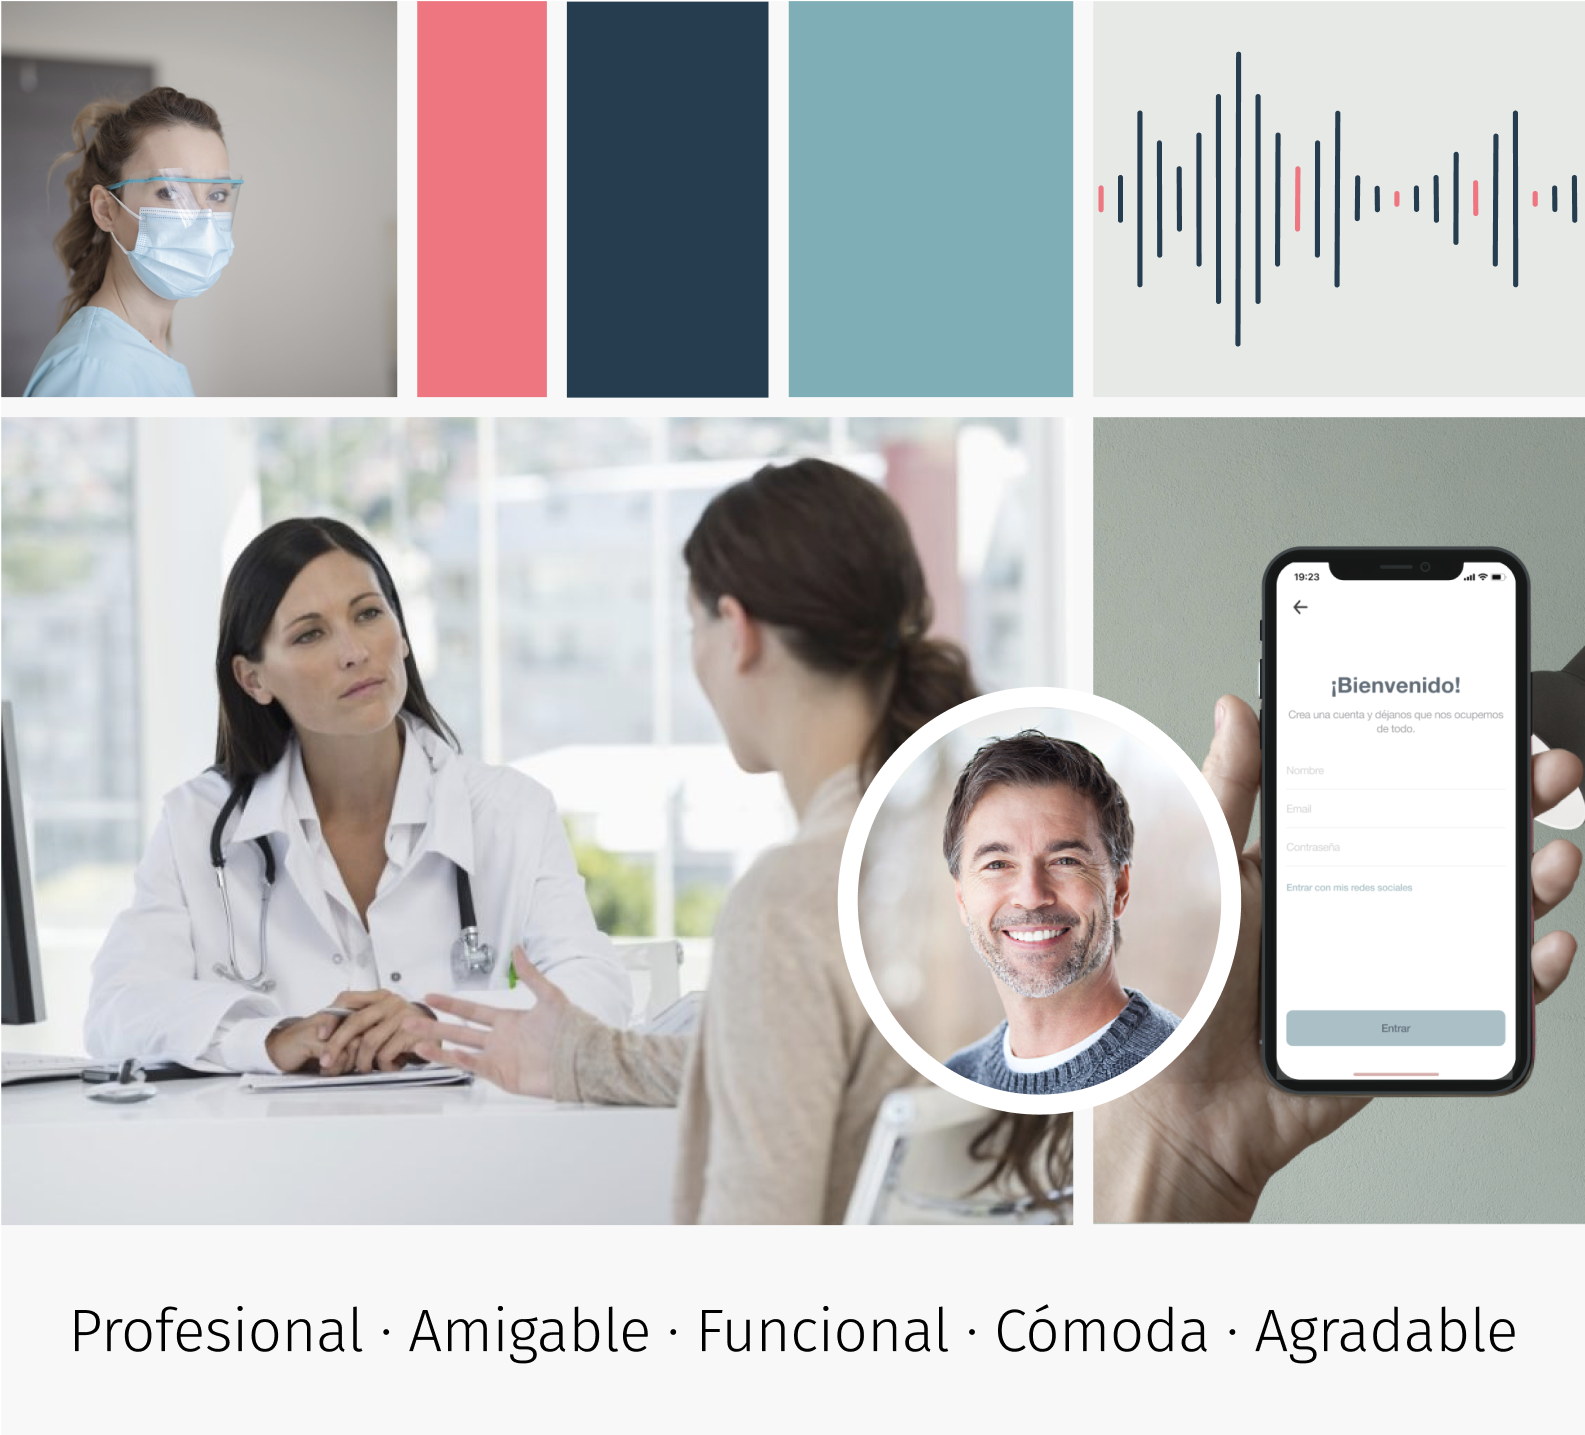 19:23
¡Bienvenido!
Crea una cuenta y déjanos que nos ocupemos
de todo.
Nombre
Email
Contraseña
Entrar con mis redes sociales
Entrar
Profesional · Amigable · Funcional · Cómoda · Agradable